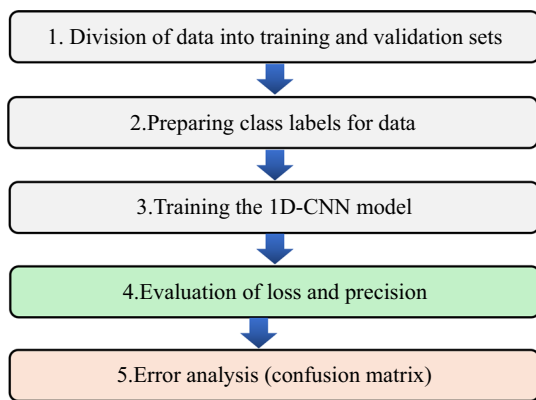 1. Division of data into training and validation sets
2.Preparing class labels for data
3.Training the 1D-CNN model
4.Evaluation of loss and precision
5.Error analysis (confusion matrix)